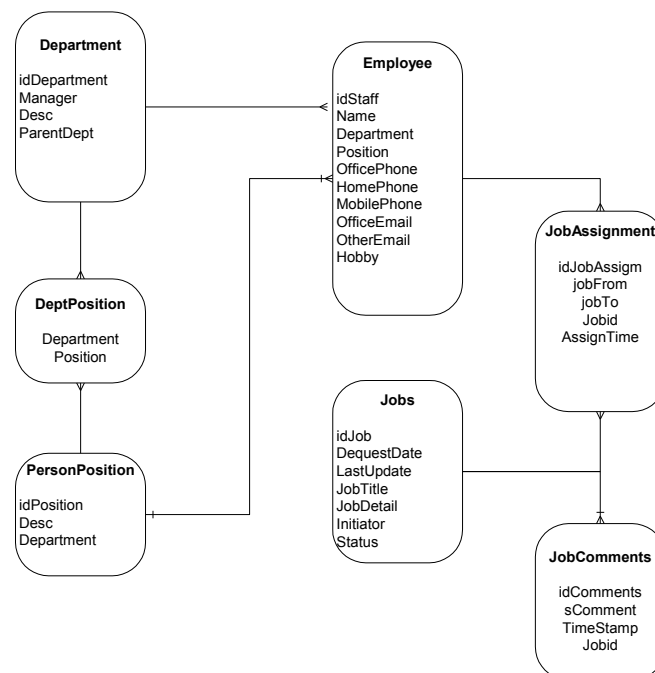 Department
idDepartment
Manager
Desc
ParentDept
Employee
idStaff
Name
Department
Position
OfficePhone
HomePhone
MobilePhone
OfficeEmail
OtherEmail
Hobby
JobAssignment
idJobAssigm
jobFrom
jobTo
Jobid
AssignTime
DeptPosition
Department
Position
Jobs
idJob
DequestDate
LastUpdate
JobTitle
JobDetail
Initiator
Status
PersonPosition
idPosition
Desc
Department
JobComments
idComments
sComment
TimeStamp
Jobid